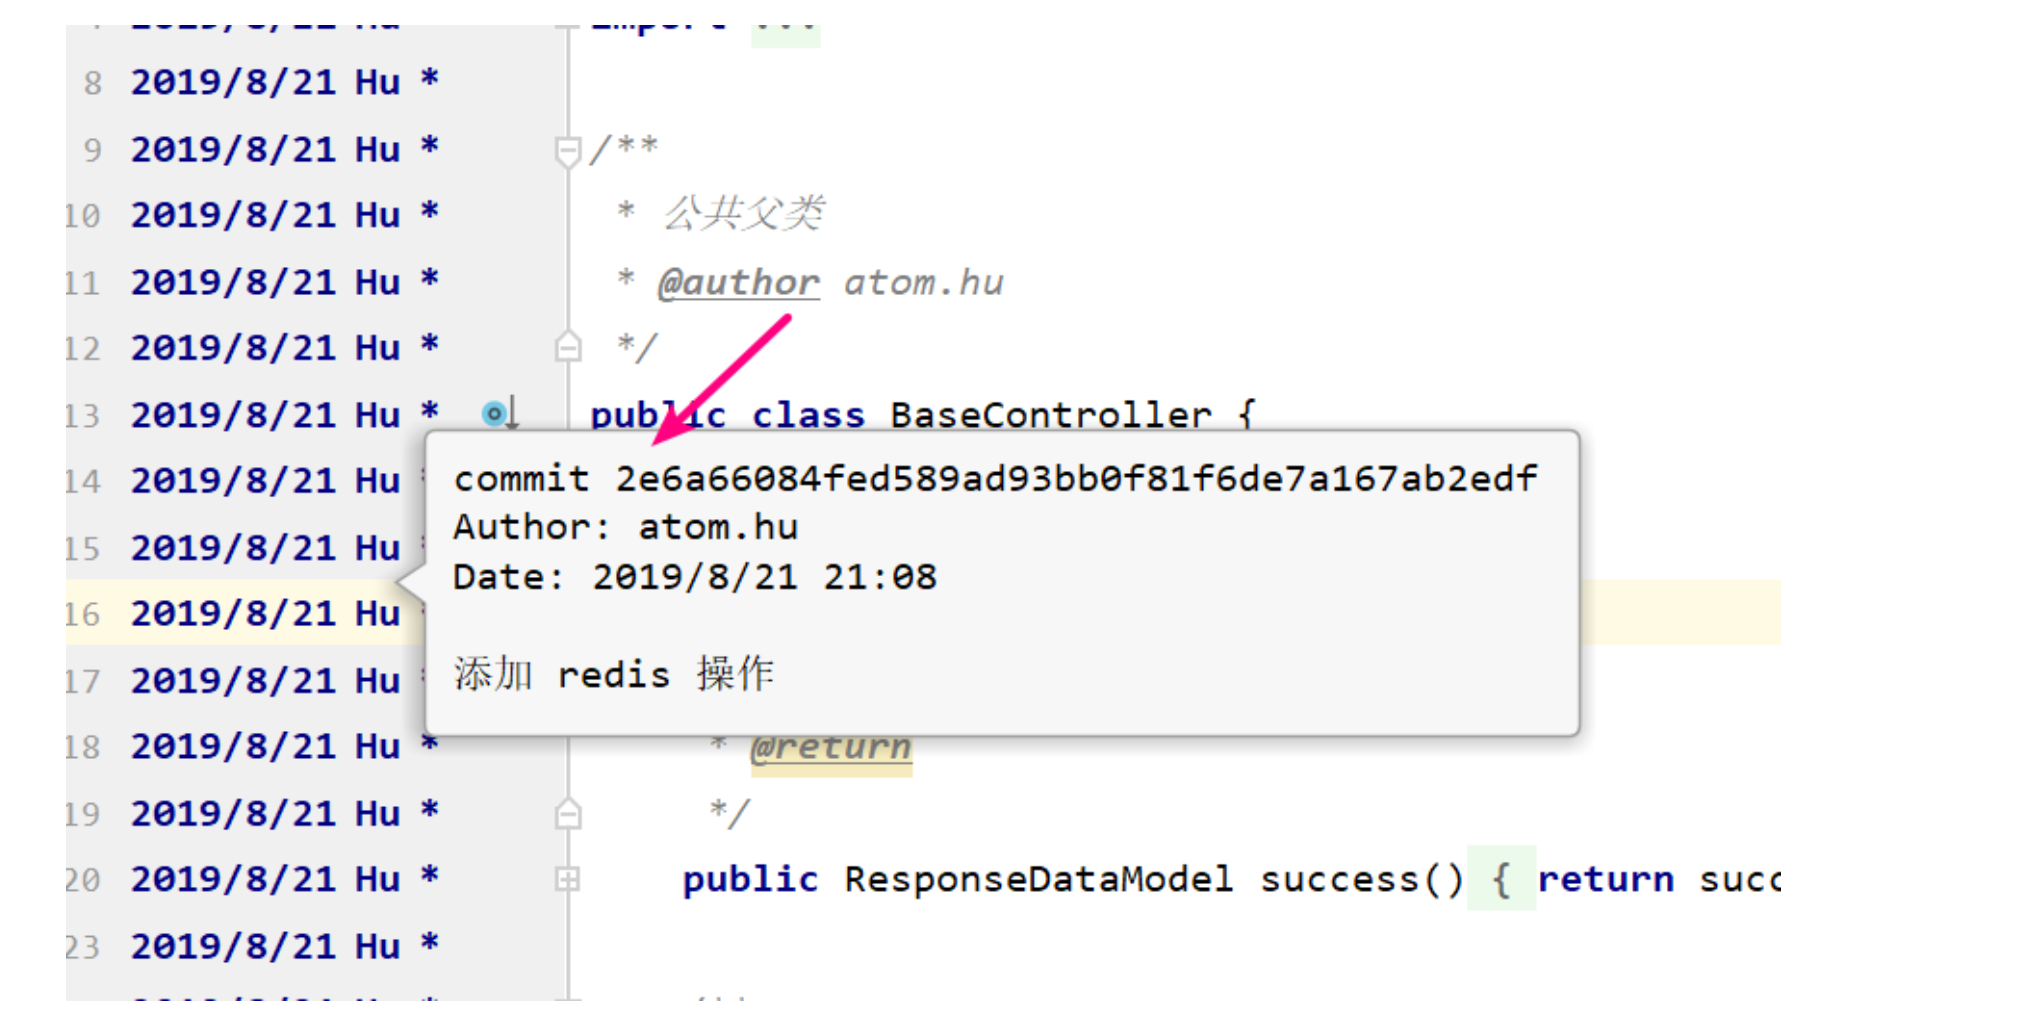 import ...
8 2019/8/21 Hu *
9 2019/8/21 Hu * /**
10 2019/8/21 Hu * * 公共父类
11 2019/8/21 Hu * * @author atom.hu
12 2019/8/21 Hu * */
13 2019/8/21 Hu * public class BaseController {
14 2019/8/21 Hu
commit 2e6a66084fed589ad93bb0f81f6de7a167ab2edf
15 2019/8/21 Hu
Author: atom.hu
Date: 2019/8/21 21:08
16 2019/8/21 Hu
17 2019/8/21 Hu
添加 redis 操作
18 2019/8/21 Hu * * @return
19 2019/8/21 Hu * */
20 2019/8/21 Hu * public ResponseDataModel success() { return succ
23 2019/8/21 Hu *